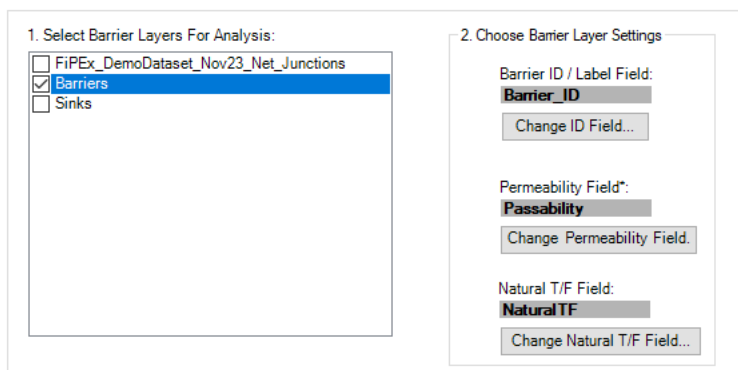 1. Select Barrier Layers For Analysis:
FiPEx_DemoDataset_Nov23_Net_Junctions
Barriers
Sinks
2. Choose Barrier Layer Settings
Barrier ID / Label Field:
Barrier_ID
Change ID Field...
Permeability Field*:
Passability
Change Permeability Field.
Natural T/F Field:
NaturalTF
Change Natural T/F Field...